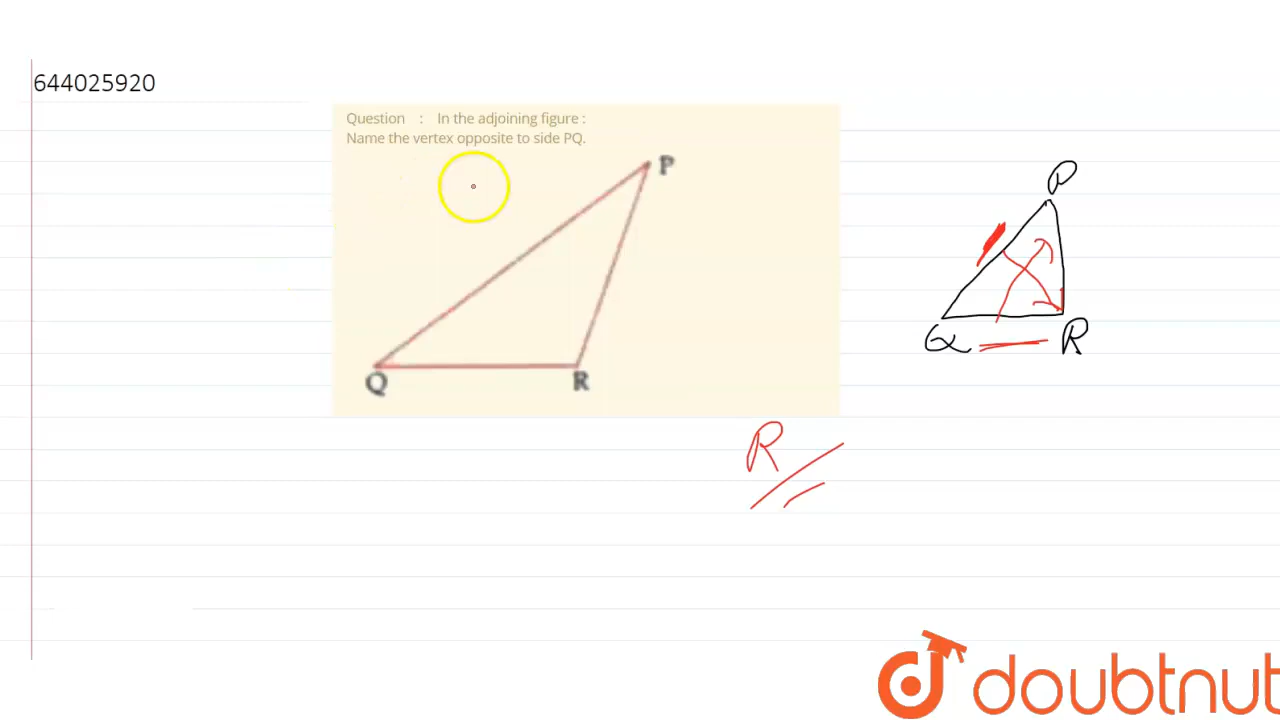 644025920
Question : In the adjoining figure :
Name the vertex opposite to side PQ.
P
Q
R
P
Q
R
R
doubtnut